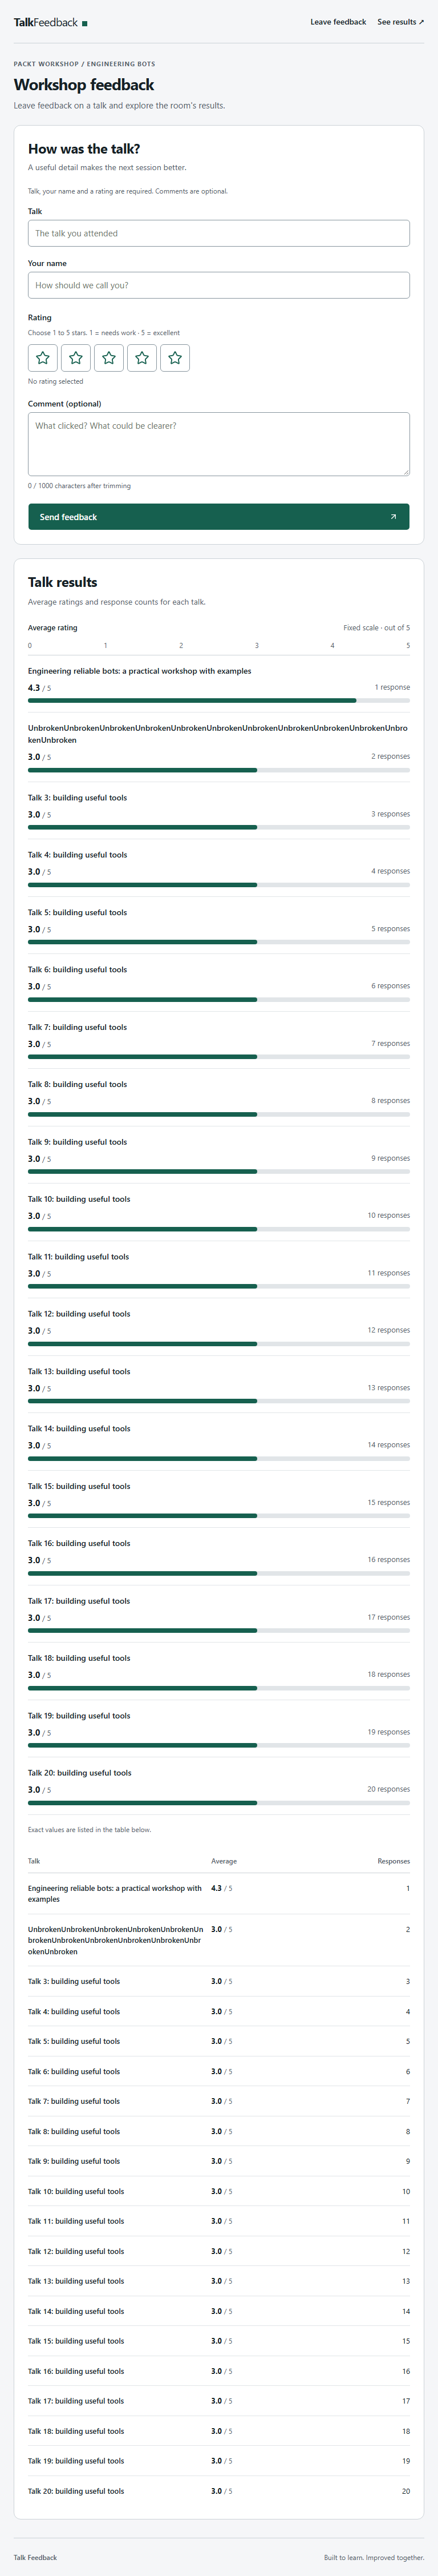 TalkFeedback
Leave feedback See results ↗
PACKT WORKSHOP / ENGINEERING BOTS
Workshop feedback
Leave feedback on a talk and explore the room's results.
How was the talk?
A useful detail makes the next session better.
Talk, your name and a rating are required. Comments are optional.
Talk
The talk you attended
Your name
How should we call you?
Rating
Choose 1 to 5 stars. 1 = needs work · 5 = excellent
No rating selected
Comment (optional)
What clicked? What could be clearer?
0 / 1000 characters after trimming
Send feedback ↗
Talk results
Average ratings and response counts for each talk.
Average rating Fixed scale · out of 5
0 1 2 3 4 5
Engineering reliable bots: a practical workshop with examples
4.3 / 5 1 response
UnbrokenUnbrokenUnbrokenUnbrokenUnbrokenUnbrokenUnbrokenUnbrokenUnbrokenUnbrokenUnbro
kenUnbroken
3.0 / 5 2 responses
Talk 3: building useful tools
3.0 / 5 3 responses
Talk 4: building useful tools
3.0 / 5 4 responses
Talk 5: building useful tools
3.0 / 5 5 responses
Talk 6: building useful tools
3.0 / 5 6 responses
Talk 7: building useful tools
3.0 / 5 7 responses
Talk 8: building useful tools
3.0 / 5 8 responses
Talk 9: building useful tools
3.0 / 5 9 responses
Talk 10: building useful tools
3.0 / 5 10 responses
Talk 11: building useful tools
3.0 / 5 11 responses
Talk 12: building useful tools
3.0 / 5 12 responses
Talk 13: building useful tools
3.0 / 5 13 responses
Talk 14: building useful tools
3.0 / 5 14 responses
Talk 15: building useful tools
3.0 / 5 15 responses
Talk 16: building useful tools
3.0 / 5 16 responses
Talk 17: building useful tools
3.0 / 5 17 responses
Talk 18: building useful tools
3.0 / 5 18 responses
Talk 19: building useful tools
3.0 / 5 19 responses
Talk 20: building useful tools
3.0 / 5 20 responses
Exact values are listed in the table below.
Talk Average Responses
Engineering reliable bots: a practical workshop with 4.3 / 5 1
examples
UnbrokenUnbrokenUnbrokenUnbrokenUnbrokenUn 3.0 / 5 2
brokenUnbrokenUnbrokenUnbrokenUnbrokenUnbr
okenUnbroken
Talk 3: building useful tools 3.0 / 5 3
Talk 4: building useful tools 3.0 / 5 4
Talk 5: building useful tools 3.0 / 5 5
Talk 6: building useful tools 3.0 / 5 6
Talk 7: building useful tools 3.0 / 5 7
Talk 8: building useful tools 3.0 / 5 8
Talk 9: building useful tools 3.0 / 5 9
Talk 10: building useful tools 3.0 / 5 10
Talk 11: building useful tools 3.0 / 5 11
Talk 12: building useful tools 3.0 / 5 12
Talk 13: building useful tools 3.0 / 5 13
Talk 14: building useful tools 3.0 / 5 14
Talk 15: building useful tools 3.0 / 5 15
Talk 16: building useful tools 3.0 / 5 16
Talk 17: building useful tools 3.0 / 5 17
Talk 18: building useful tools 3.0 / 5 18
Talk 19: building useful tools 3.0 / 5 19
Talk 20: building useful tools 3.0 / 5 20
Talk Feedback Built to learn. Improved together.